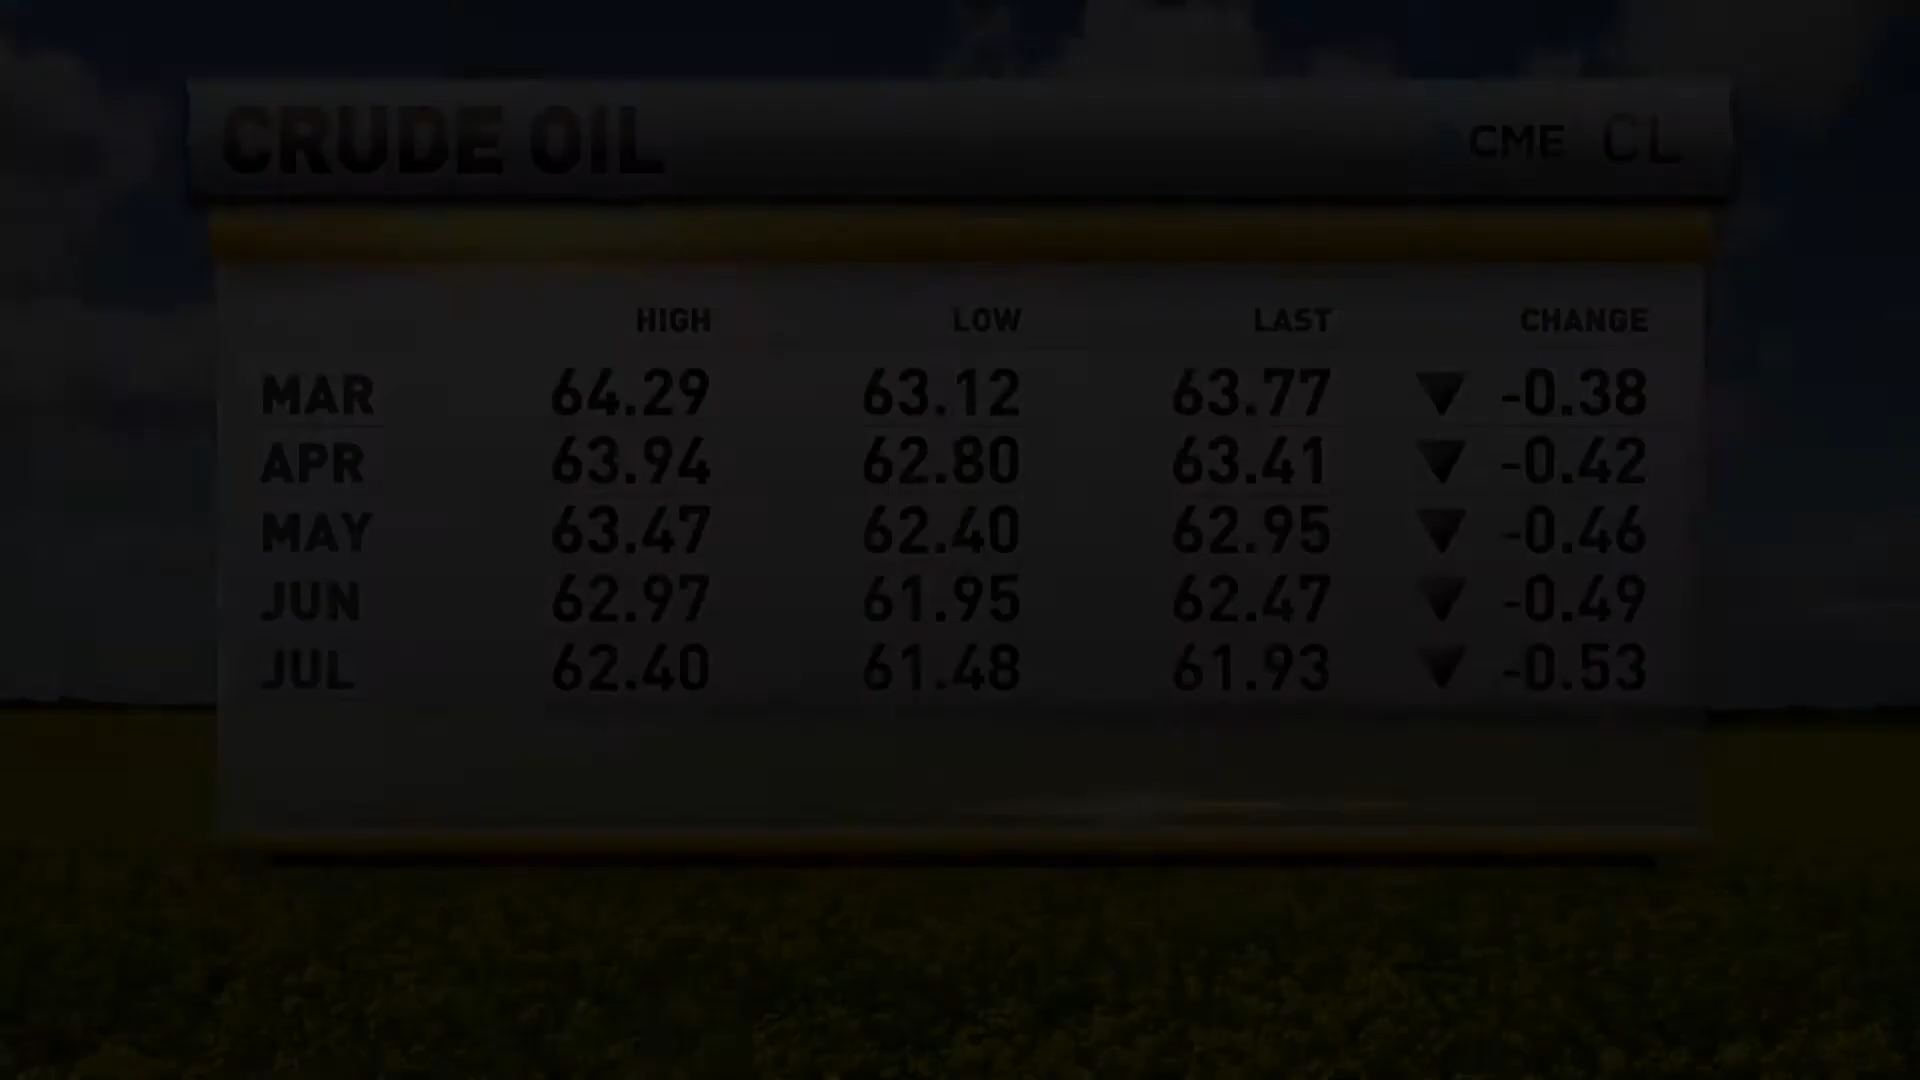 CRUDE OIL CME CL
HIGH LOW LAST CHANGE
MAR 64.29 63.12 63.77 ▼ -0.38
APR 63.94 62.80 63.41 ▼ -0.42
MAY 63.47 62.40 62.95 ▼ -0.46
JUN 62.97 61.95 62.47 ▼ -0.49
JUL 62.40 61.48 61.93 ▼ -0.53